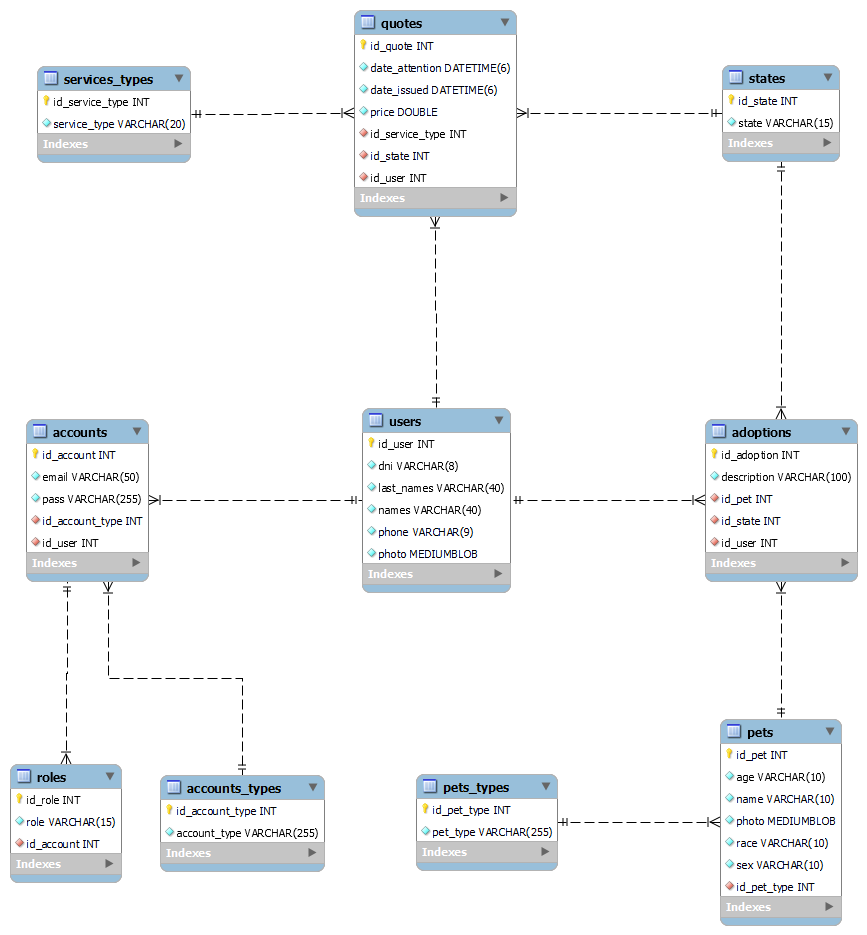 quotes
id_quote INT
date_attention DATETIME(6)
date_issued DATETIME(6)
price DOUBLE
id_service_type INT
id_state INT
id_user INT
Indexes
services_types
id_service_type INT
service_type VARCHAR(20)
Indexes
states
id_state INT
state VARCHAR(15)
Indexes
accounts
id_account INT
email VARCHAR(50)
pass VARCHAR(255)
id_account_type INT
id_user INT
Indexes
users
id_user INT
dni VARCHAR(8)
last_names VARCHAR(40)
names VARCHAR(40)
phone VARCHAR(9)
photo MEDIUMBLOB
Indexes
adoptions
id_adoption INT
description VARCHAR(100)
id_pet INT
id_state INT
id_user INT
Indexes
roles
id_role INT
role VARCHAR(15)
id_account INT
Indexes
accounts_types
id_account_type INT
account_type VARCHAR(255)
Indexes
pets_types
id_pet_type INT
pet_type VARCHAR(255)
Indexes
pets
id_pet INT
age VARCHAR(10)
name VARCHAR(10)
photo MEDIUMBLOB
race VARCHAR(10)
sex VARCHAR(10)
id_pet_type INT
Indexes